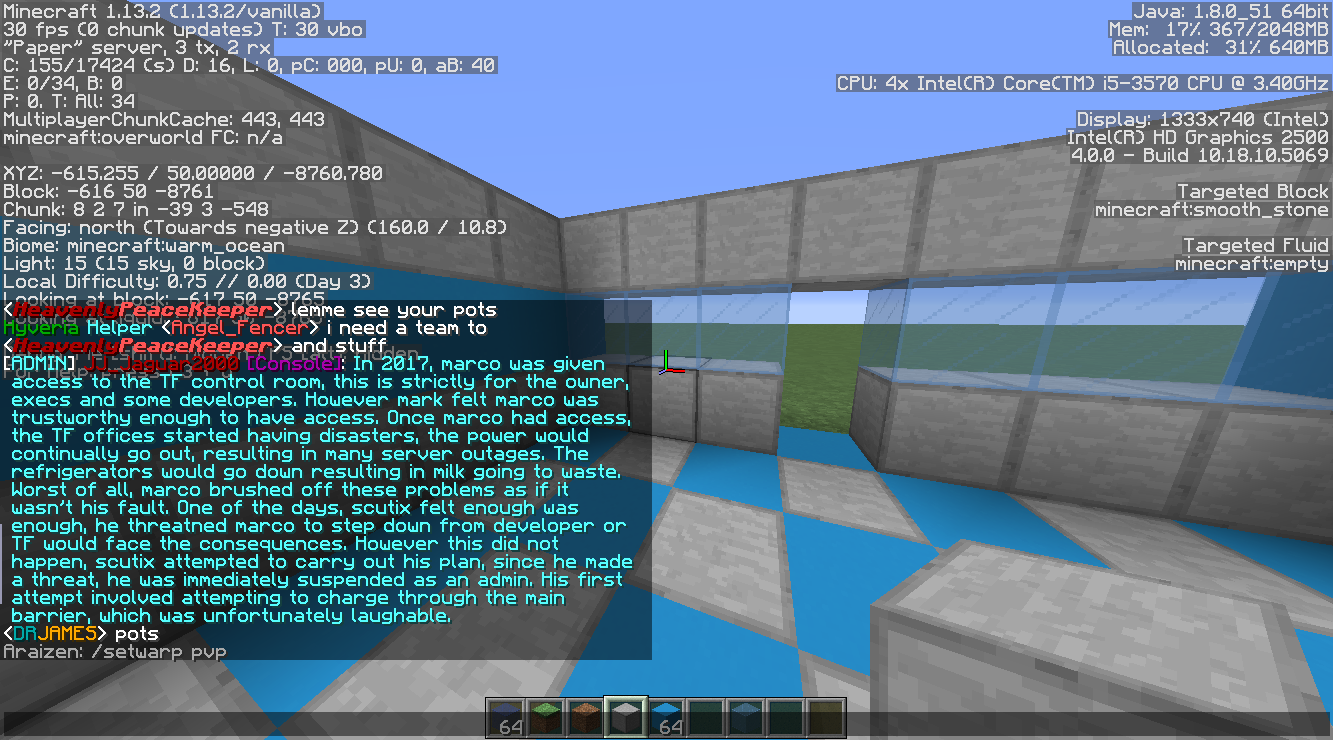 Minecraft 1.13.2 (1.13.2/vanilla)
30 fps (0 chunk updates) T: 30 vbo
"Paper" server, 3 tx, 2 rx
C: 155/17424 (s) D: 16, L: 0, pC: 000, pU: 0, aB: 40
E: 0/34, B: 0
P: 0. T: All: 34
MultiplayerChunkCache: 443, 443
minecraft:overworld FC: n/a
XYZ: -615.255 / 50.00000 / -8760.780
Block: -616 50 -8761
Chunk: 8 2 7 in -39 3 -548
Facing: north (Towards negative Z) (160.0 / 10.8)
Biome: minecraft:warm_ocean
Light: 15 (15 sky, 0 block)
Local Difficulty: 0.75 // 0.00 (Day 3)
Looking at block: -617 50 -8765
Java: 1.8.0_51 64bit
Mem: 17% 367/2048MB
Allocated: 31% 640MB
CPU: 4x Intel(R) Core(TM) i5-3570 CPU @ 3.40GHz
Display: 1333x740 (Intel)
Intel(R) HD Graphics 2500
4.0.0 - Build 10.18.10.5069
Targeted Block
minecraft:smooth_stone
Targeted Fluid
minecraft:empty
<HeavenlyPeaceKeeper> lemme see your pots
Hyveria Helper <Angel_Fencer> i need a team to
<HeavenlyPeaceKeeper> and stuff
[ADMIN] JJ_Jaguar2000 [Console]: In 2017, marco was given
access to the TF control room, this is strictly for the owner,
execs and some developers. However mark felt marco was
trustworthy enough to have access. Once marco had access,
the TF offices started having disasters, the power would
continually go out, resulting in many server outages. The
refrigerators would go down resulting in milk going to waste.
Worst of all, marco brushed off these problems as if it
wasn't his fault. One of the days, scutix felt enough was
enough, he threatned marco to step down from developer or
TF would face the consequences. However this did not
happen, scutix attempted to carry out his plan, since he made
a threat, he was immediately suspended as an admin. His first
attempt involved attempting to charge through the main
barrier, which was unfortunately laughable.
<DRJAMES> pots
Araizen: /setwarp pvp
64
64